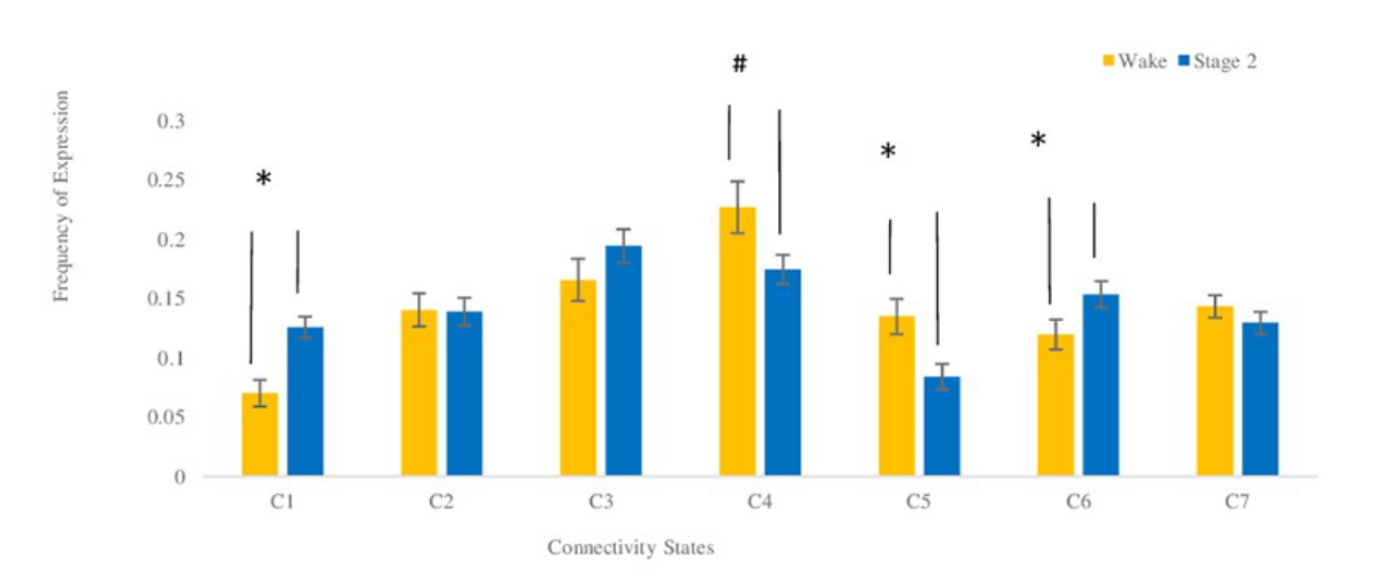 Wake Stage 2
#
*
*
*
Frequency of Expression
0.3
0.25
0.2
0.15
0.1
0.05
0
C1 C2 C3 C4 C5 C6 C7
Connectivity States